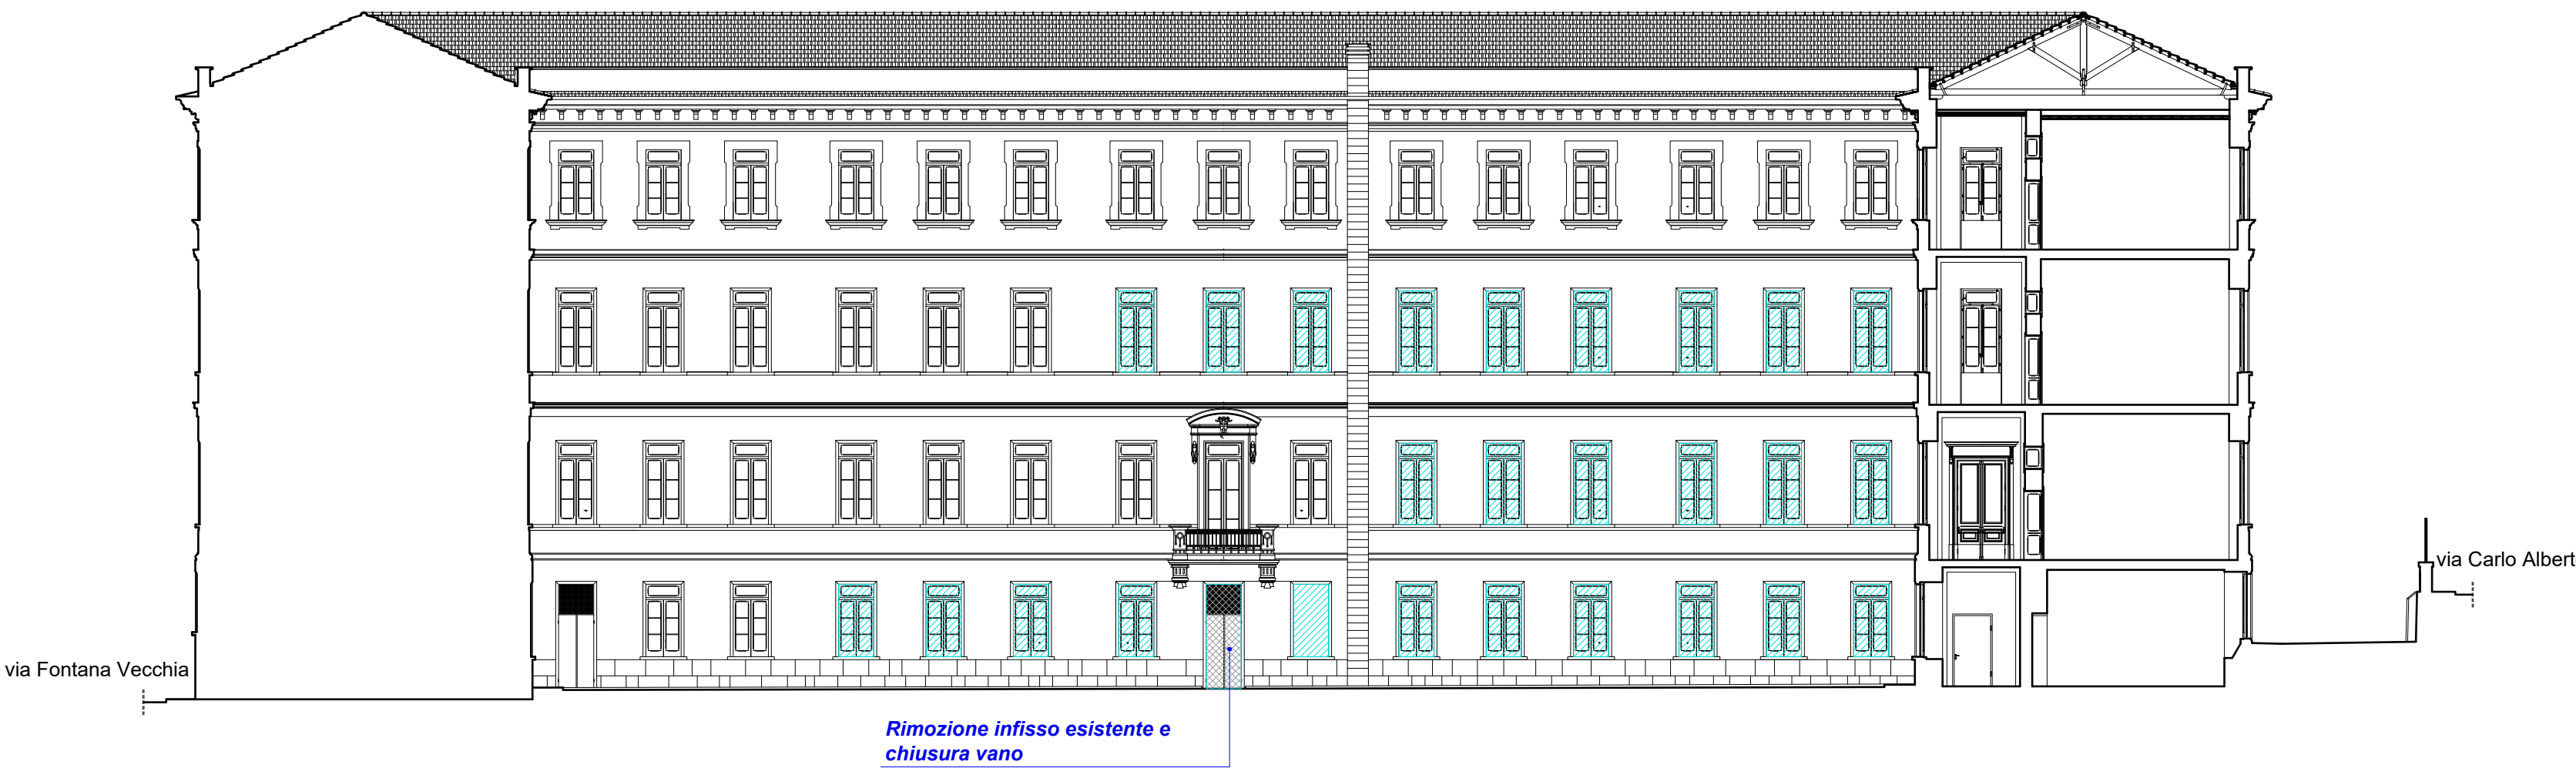 via Carlo Albert
via Fontana Vecchia
Rimozione infisso esistente e
chiusura vano